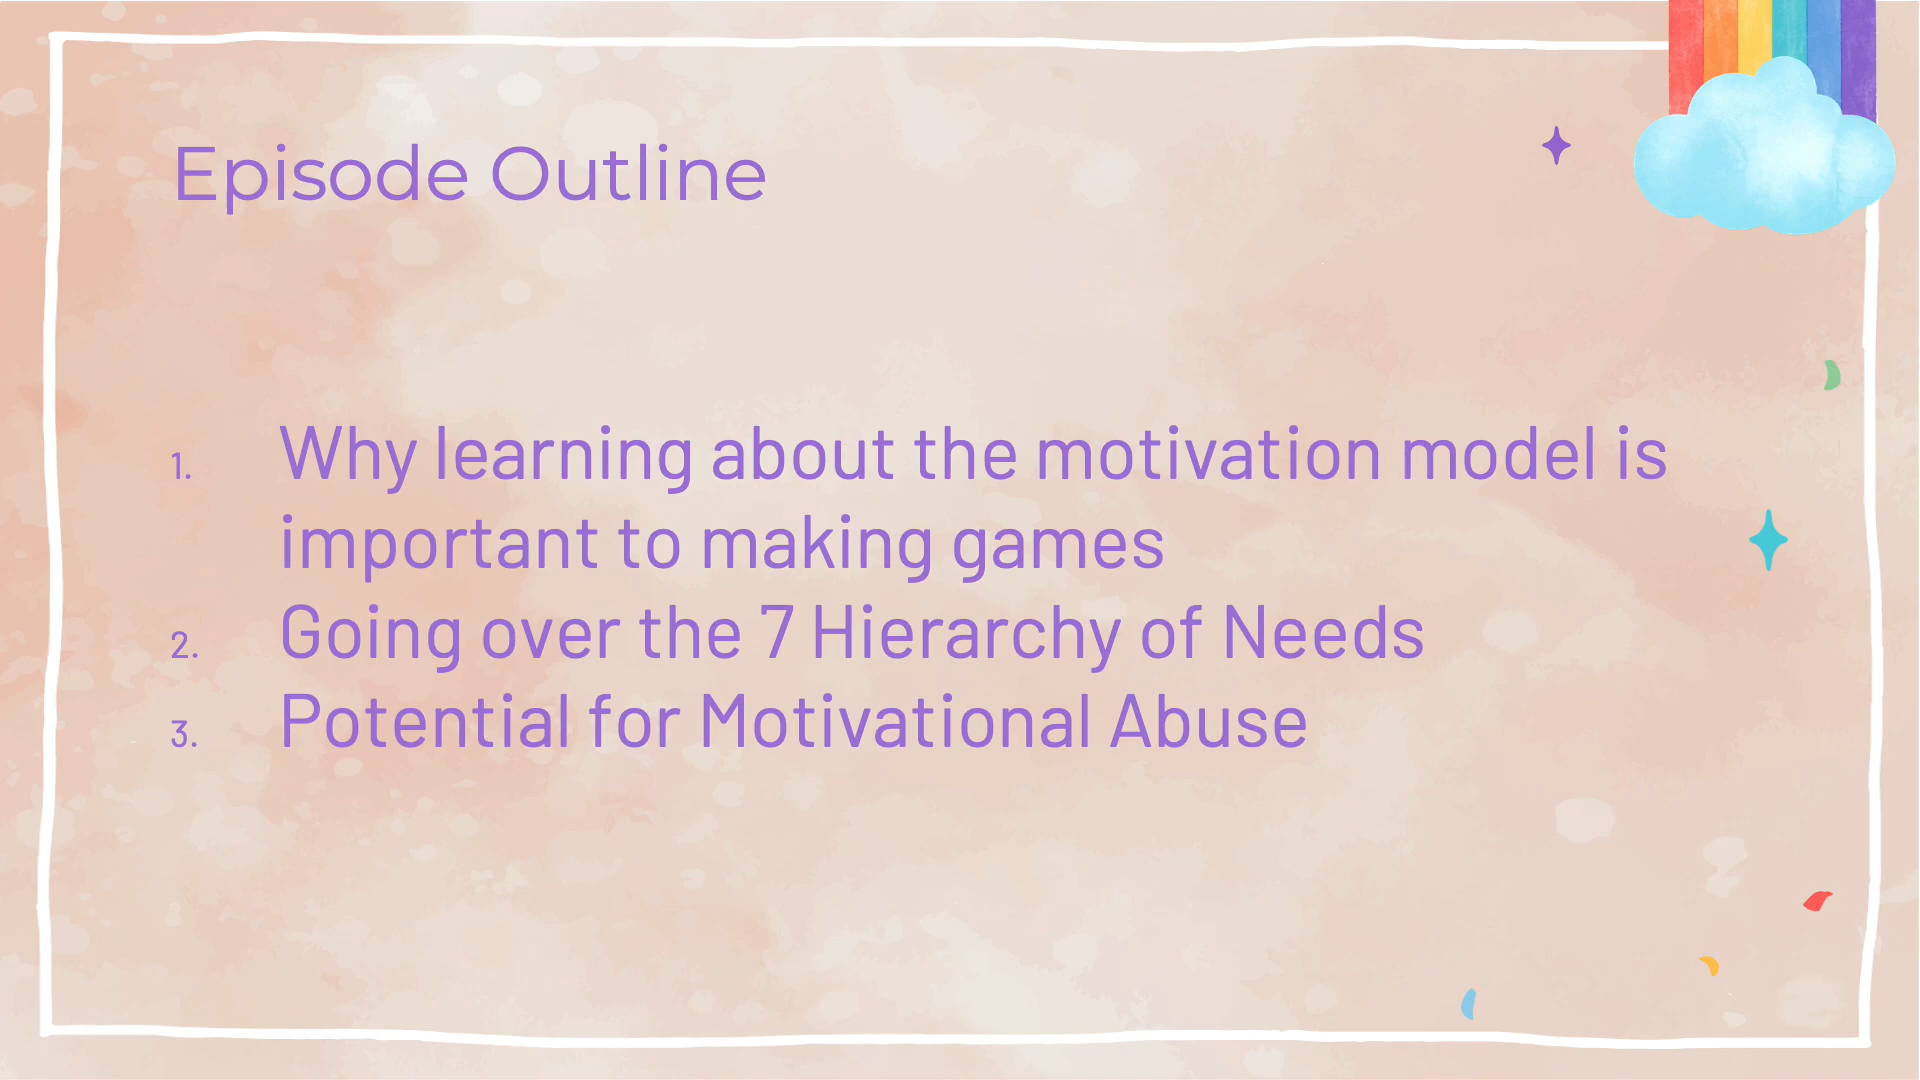 Episode Outline
1. Why learning about the motivation model is
important to making games
2. Going over the 7 Hierarchy of Needs
3. Potential for Motivational Abuse